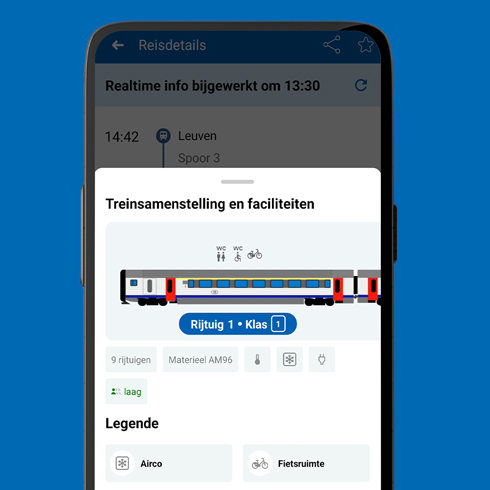 Reisdetails
Realtime info bijgewerkt om 13:30
14:42 Leuven
Spoor 3
Treinsamenstelling en faciliteiten
WC WC
Rijtuig 1 • Klas 1
9 rijtuigen Materieel AM96
laag
Legende
Airco Fietsruimte